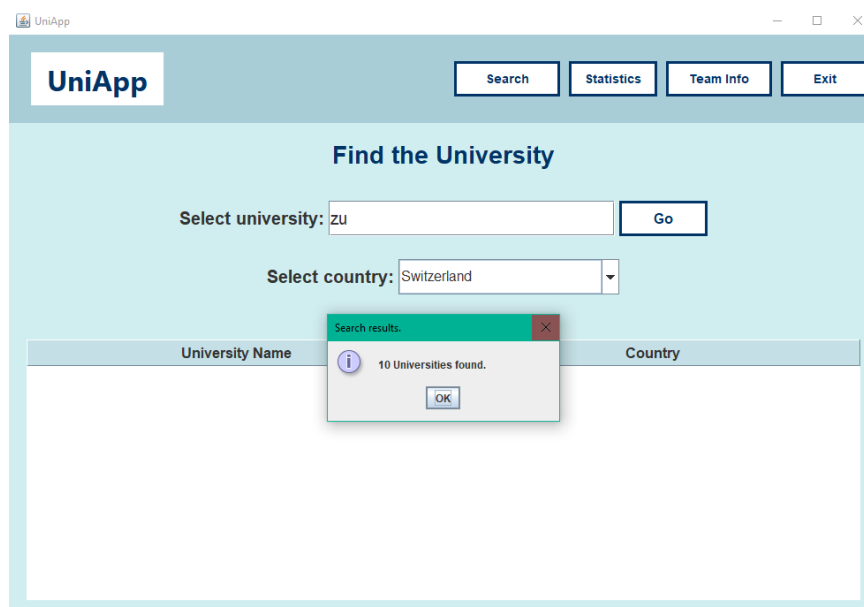 UniApp
UniApp
Search Statistics Team Info Exit
Find the University
Select university: zu Go
Select country: Switzerland
Search results.
University Name Country
i 10 Universities found.
OK